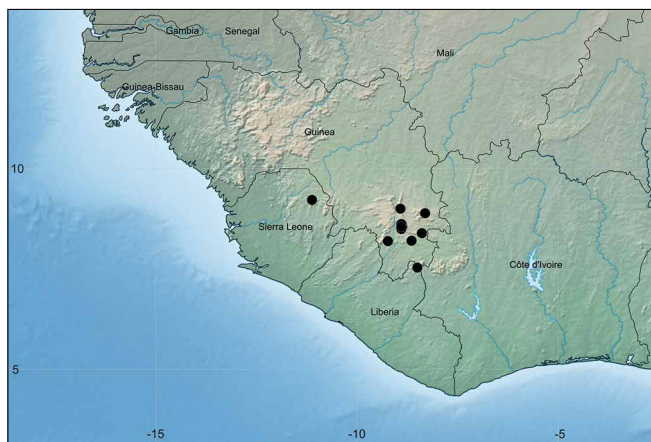 Gambia
Senegal
Mali
Guinea-Bissau
Guinea
10
Sierra Leone
Côte d'Ivoire
Liberia
5
-15
-10
-5